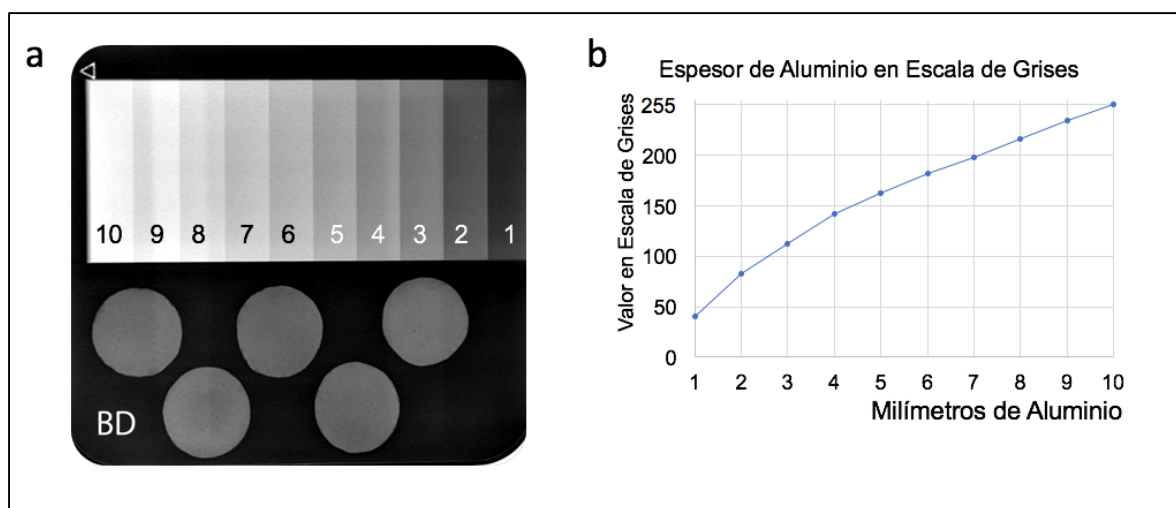 a
10 9 8 7 6 5 4 3 2 1
BD
b
Espesor de Aluminio en Escala de Grises
Valor en Escala de Grises
255
200
150
100
50
0
1 2 3 4 5 6 7 8 9 10
Milímetros de Aluminio